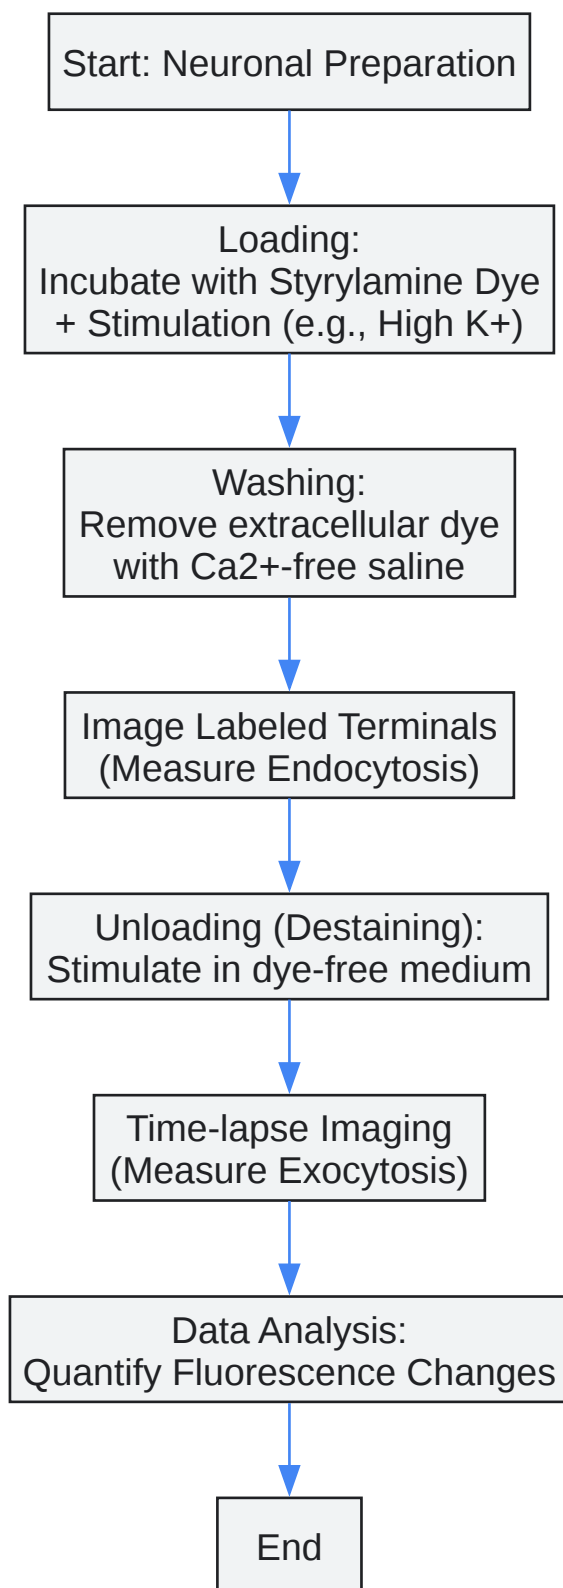 Start: Neuronal Preparation
Loading:
Incubate with Styrylamine Dye
+ Stimulation (e.g., High K+)
Washing:
Remove extracellular dye
with Ca2+-free saline
Image Labeled Terminals
(Measure Endocytosis)
Unloading (Destaining):
Stimulate in dye-free medium
Time-lapse Imaging
(Measure Exocytosis)
Data Analysis:
Quantify Fluorescence Changes
End